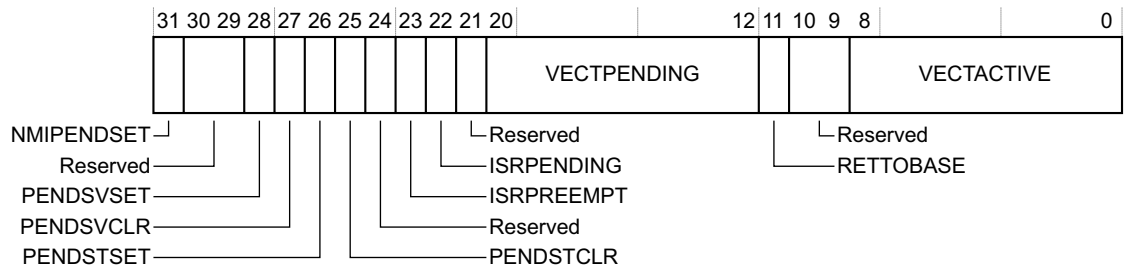 31 30 29 28 27 26 25 24 23 22 21 20 12 11 10 9 8 0
VECTPENDING VECTACTIVE
NMIPENDSET Reserved Reserved
Reserved ISRPENDING RETTOBASE
PENDSVSET ISRPREEMPT
PENDSVCLR Reserved
PENDSTSET PENDSTCLR